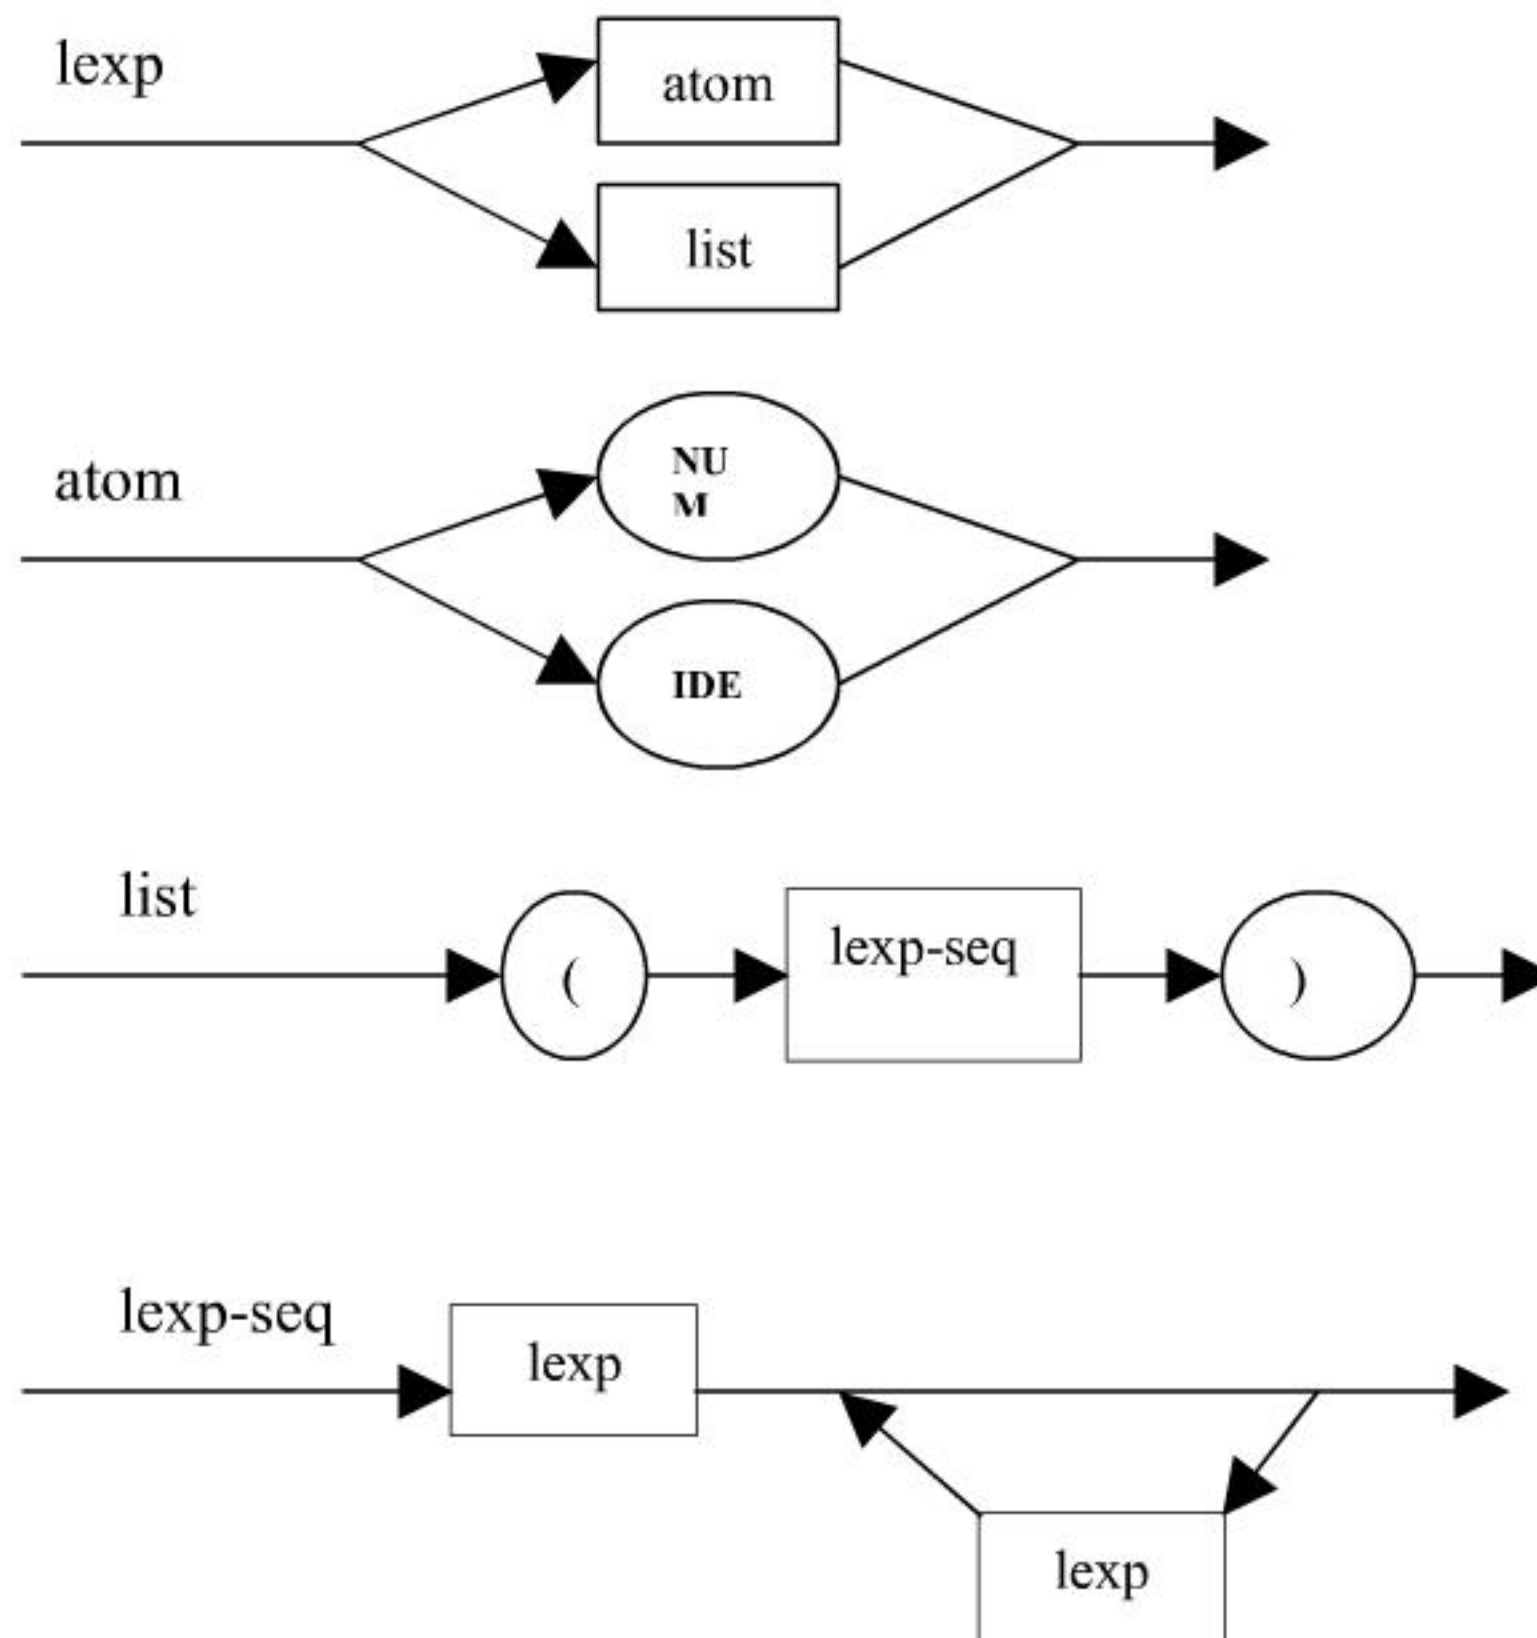 lexp
atom
list
atom
NU
M
IDE
list
(
lexp-seq
)
lexp-seq
lexp
lexp